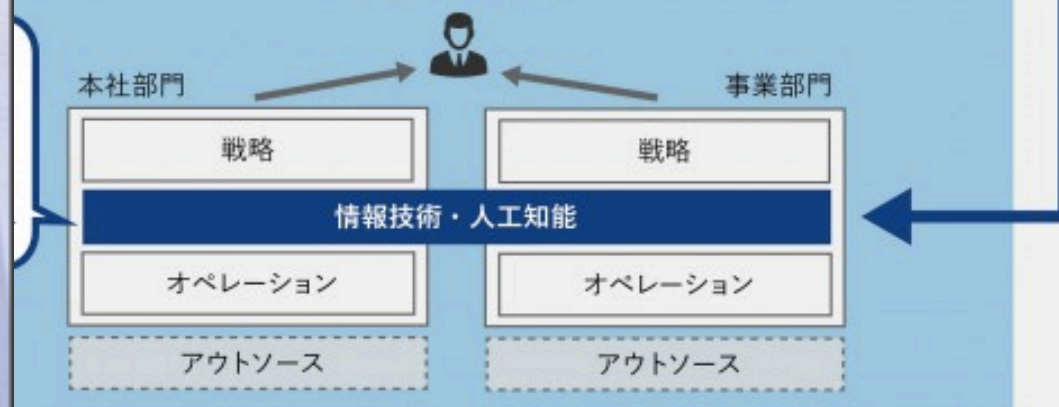 本社部門
事業部門
戦略
戦略
情報技術・人工知能
オペレーション
オペレーション
アウトソース
アウトソース